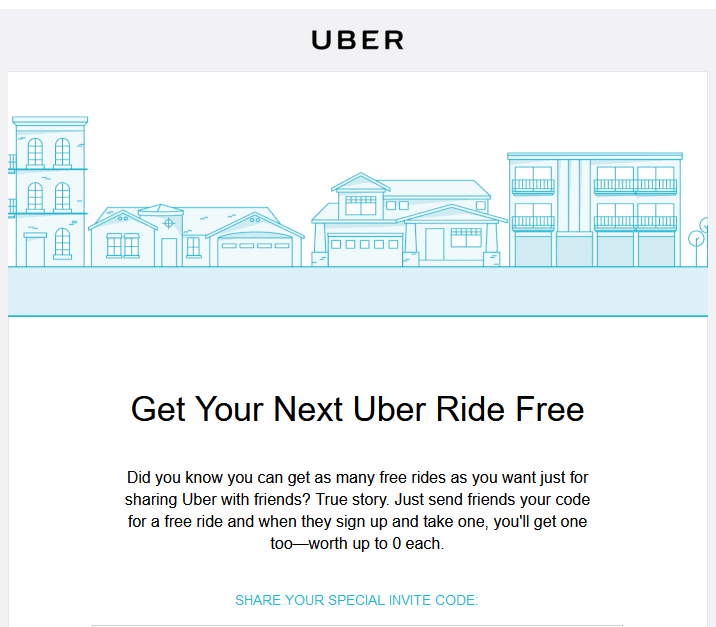 UBER
Get Your Next Uber Ride Free
Did you know you can get as many free rides as you want just for
sharing Uber with friends? True story. Just send friends your code
for a free ride and when they sign up and take one, you'll get one
too—worth up to 0 each.
SHARE YOUR SPECIAL INVITE CODE: